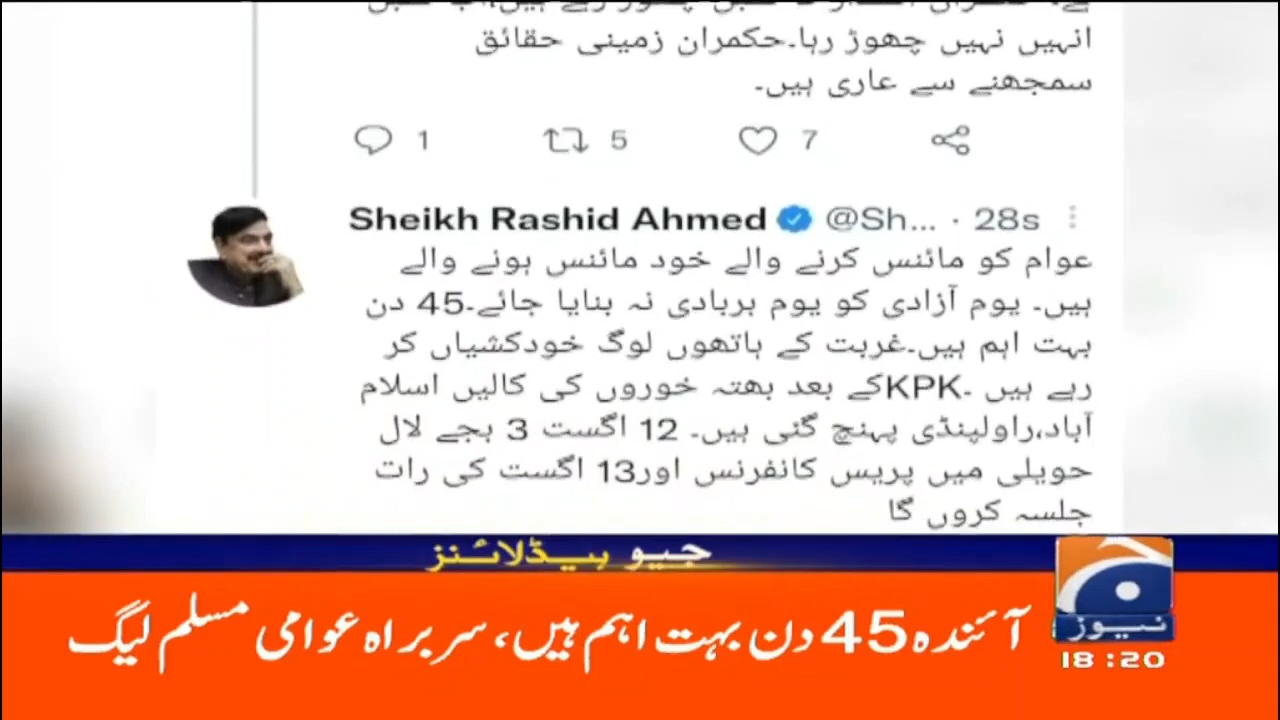 انہیں نہیں چھوڑ رہا۔حکمران زمینی حقائق
سمجھنے سے عاری ہیں۔
1 5 7
Sheikh Rashid Ahmed @Sh... · 28s
عوام کو مائنس کرنے والے خود مائنس ہونے والے
ہیں۔ یوم آزادی کو یوم بربادی نہ بنایا جائے۔45 دن
بہت اہم ہیں۔غربت کے ہاتھوں لوگ خودکشیاں کر
رہے ہیں ۔KPKکے بعد بھتہ خوروں کی کالیں اسلام
آباد،راولپنڈی پہنچ گئی ہیں۔ 12 اگست 3 بجے لال
حویلی میں پریس کانفرنس اور13 اگست کی رات
جلسہ کروں گا
جیو ہیڈلائنز
آئندہ 45 دن بہت اہم ہیں، سربراہ عوامی مسلم لیگ
جیو
نیوز
18:20